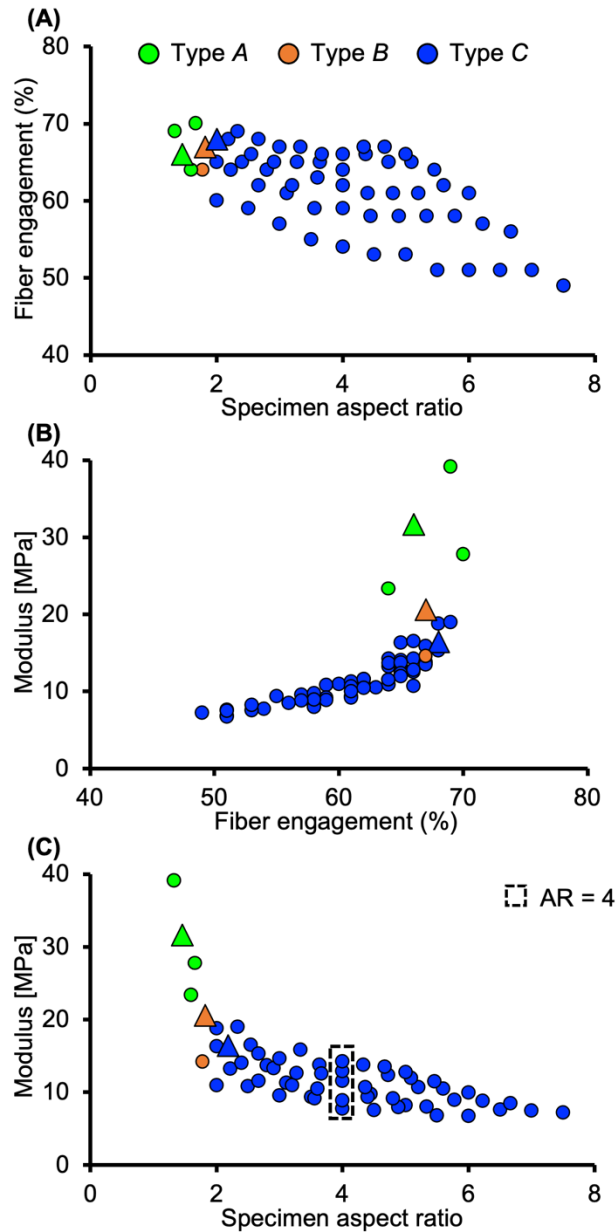 (A)
80
Type A
Type B
Type C
70
60
50
40
Fiber engagement (%)
0
2
4
6
8
Specimen aspect ratio
(B)
40
30
20
10
0
Modulus [MPa]
40
50
60
70
80
Fiber engagement (%)
(C)
40
AR = 4
30
20
10
0
Modulus [MPa]
0
2
4
6
8
Specimen aspect ratio